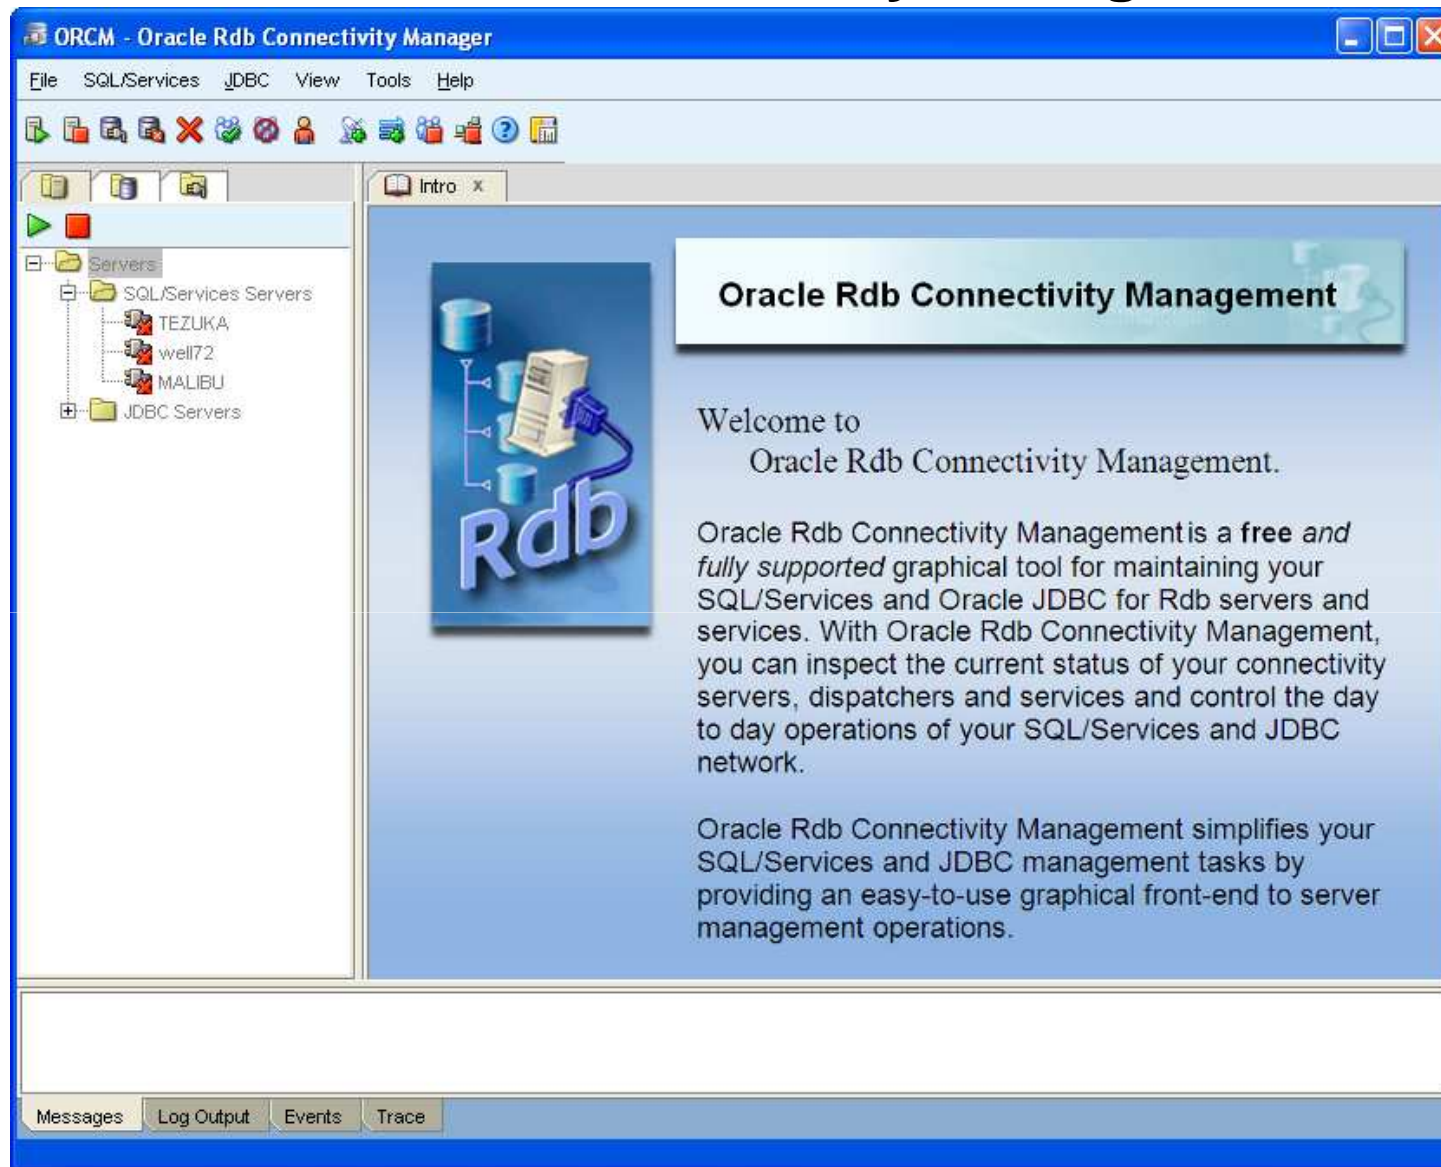 ORCM - Oracle Rdb Connectivity Manager
File SQL/Services JDBC View Tools Help
Intro x
Servers
SQL/Services Servers
TEZUKA
well72
MALIBU
JDBC Servers
Rdb
Oracle Rdb Connectivity Management
Welcome to
Oracle Rdb Connectivity Management.
Oracle Rdb Connectivity Management is a free and
fully supported graphical tool for maintaining your
SQL/Services and Oracle JDBC for Rdb servers and
services. With Oracle Rdb Connectivity Management,
you can inspect the current status of your connectivity
servers, dispatchers and services and control the day
to day operations of your SQL/Services and JDBC
network.
Oracle Rdb Connectivity Management simplifies your
SQL/Services and JDBC management tasks by
providing an easy-to-use graphical front-end to server
management operations.
Messages Log Output Events Trace